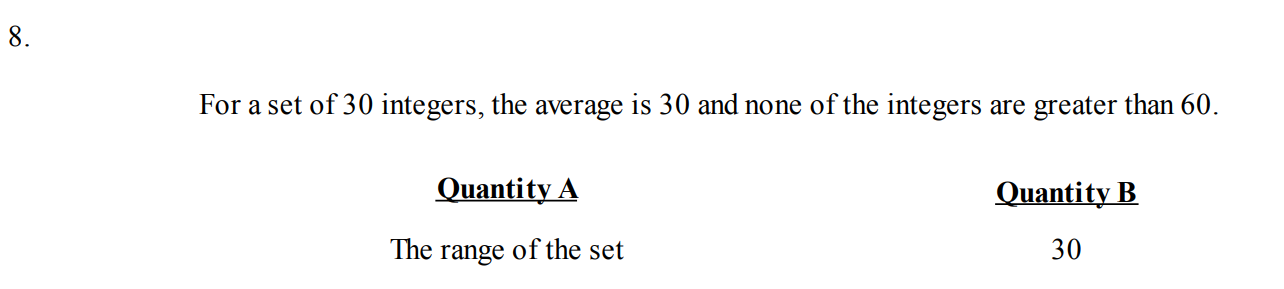 8.
For a set of 30 integers, the average is 30 and none of the integers are greater than 60.
Quantity A Quantity B
The range of the set 30